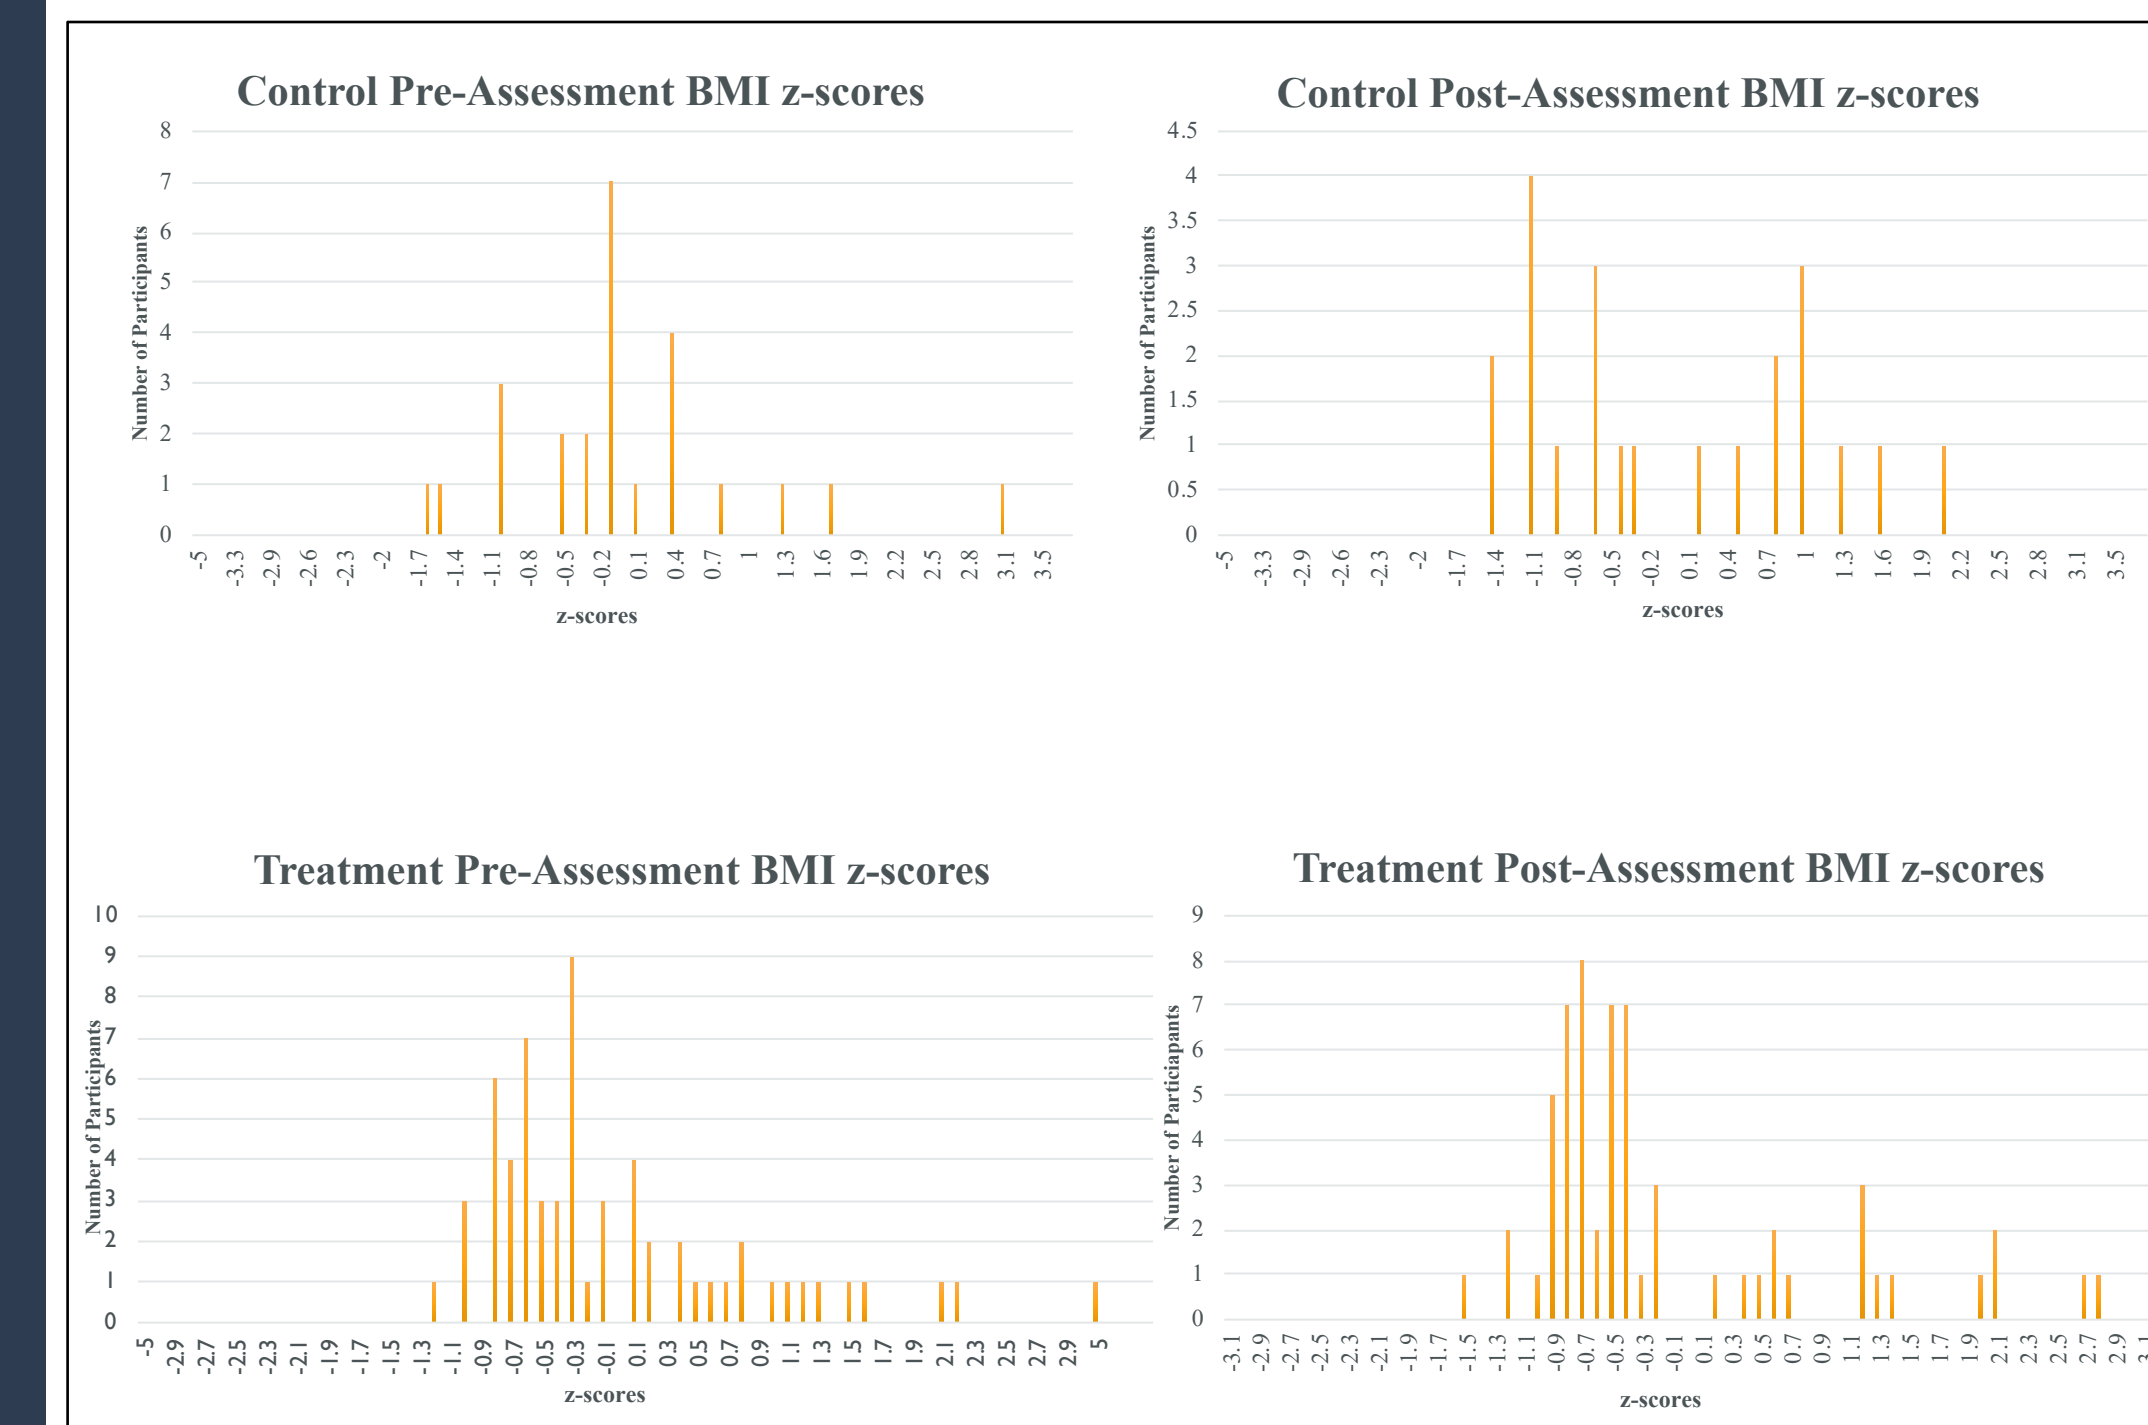 Control Pre-Assessment BMI z-scores
8
7
6
5
4
3
2
1
0
Number of Participants
-5 -3.3 -2.9 -2.6 -2.3 -2 -1.7 -1.4 -1.1 -0.8 -0.5 -0.2 0.1 0.4 0.7 1 1.3 1.6 1.9 2.2 2.5 2.8 3.1 3.5
z-scores
Control Post-Assessment BMI z-scores
4.5
4
3.5
3
2.5
2
1.5
1
0.5
0
Number of Participants
-5 -3.3 -2.9 -2.6 -2.3 -2 -1.7 -1.4 -1.1 -0.8 -0.5 -0.2 0.1 0.4 0.7 1 1.3 1.6 1.9 2.2 2.5 2.8 3.1 3.5
z-scores
Treatment Pre-Assessment BMI z-scores
10
9
8
7
6
5
4
3
2
1
0
Number of Participants
-5 -2.9 -2.7 -2.5 -2.3 -2.1 -1.9 -1.7 -1.5 -1.3 -1.1 -0.9 -0.7 -0.5 -0.3 -0.1 0.1 0.3 0.5 0.7 0.9 1.1 1.3 1.5 1.7 1.9 2.1 2.3 2.5 2.7 2.9 5
z-scores
Treatment Post-Assessment BMI z-scores
9
8
7
6
5
4
3
2
1
0
Number of Particiapants
-3.1 -2.9 -2.7 -2.5 -2.3 -2.1 -1.9 -1.7 -1.5 -1.3 -1.1 -0.9 -0.7 -0.5 -0.3 -0.1 0.1 0.3 0.5 0.7 0.9 1.1 1.3 1.5 1.7 1.9 2.1 2.3 2.5 2.7 2.9 3.1
z-scores